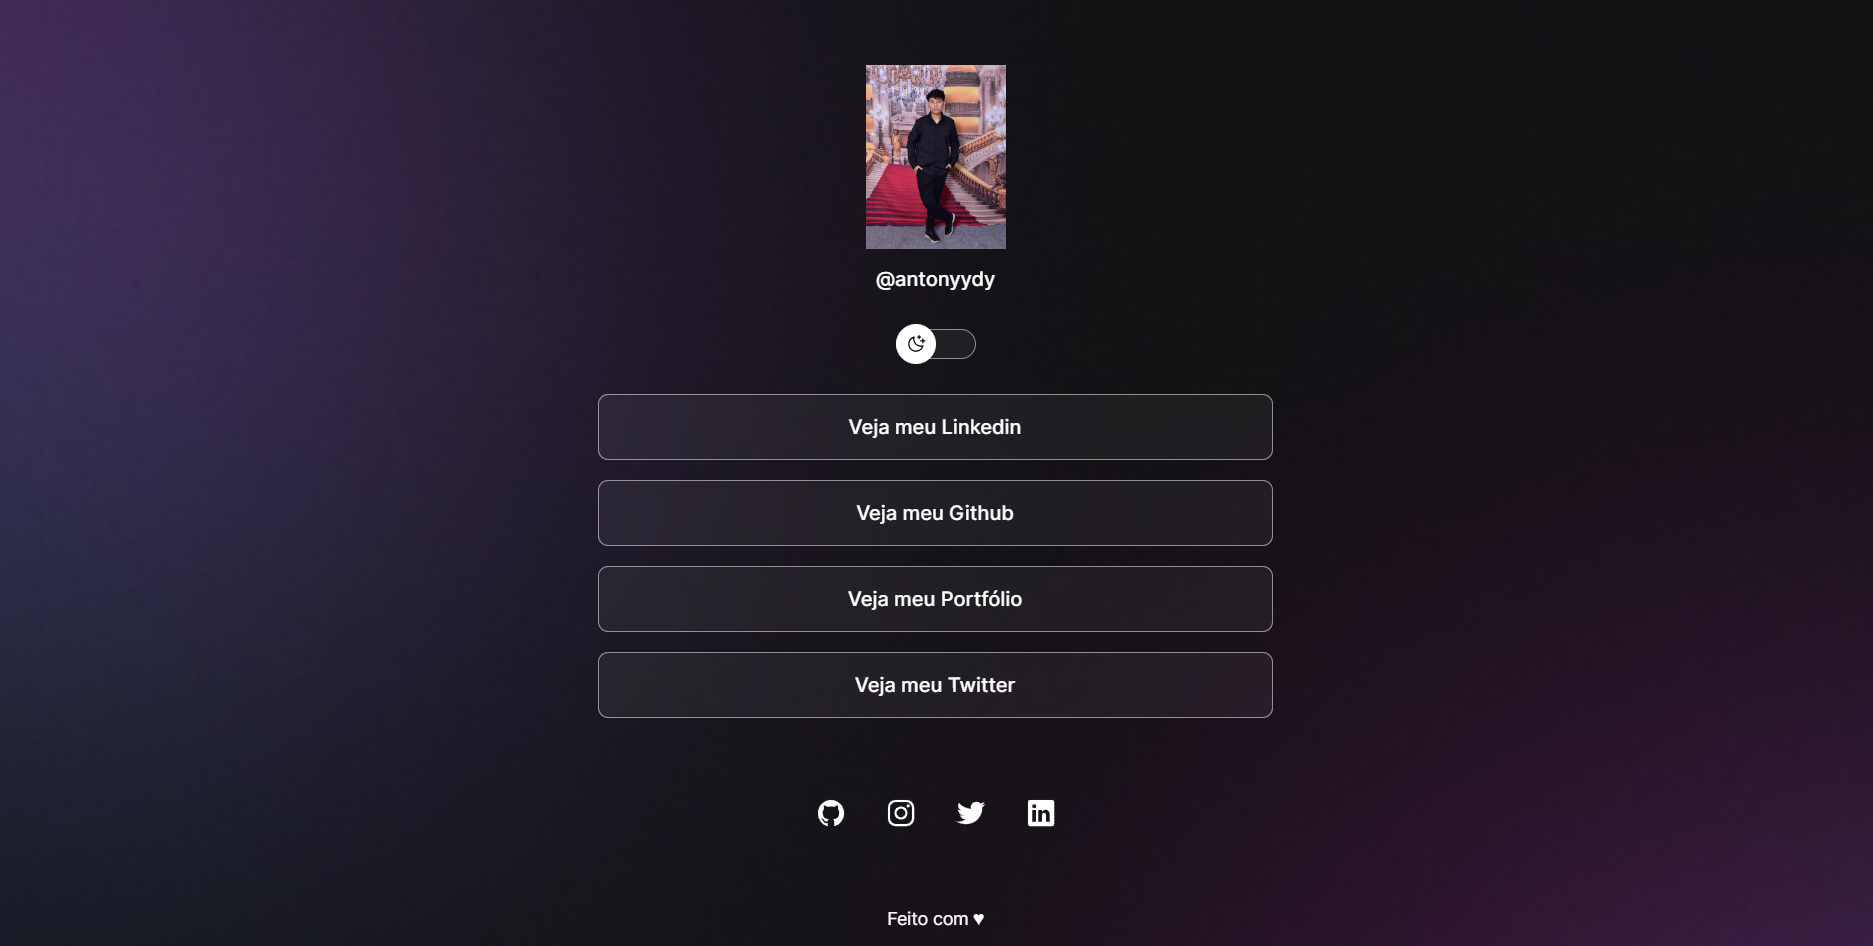 @antonyydy
Veja meu Linkedin
Veja meu Github
Veja meu Portfólio
Veja meu Twitter
Feito com ♥